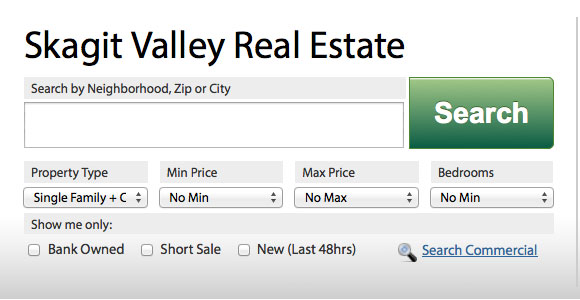 Skagit Valley Real Estate
Search by Neighborhood, Zip or City
Search
Property Type Min Price Max Price Bedrooms
Single Family + C No Min No Max No Min
Show me only:
Bank Owned Short Sale New (Last 48hrs) Search Commercial